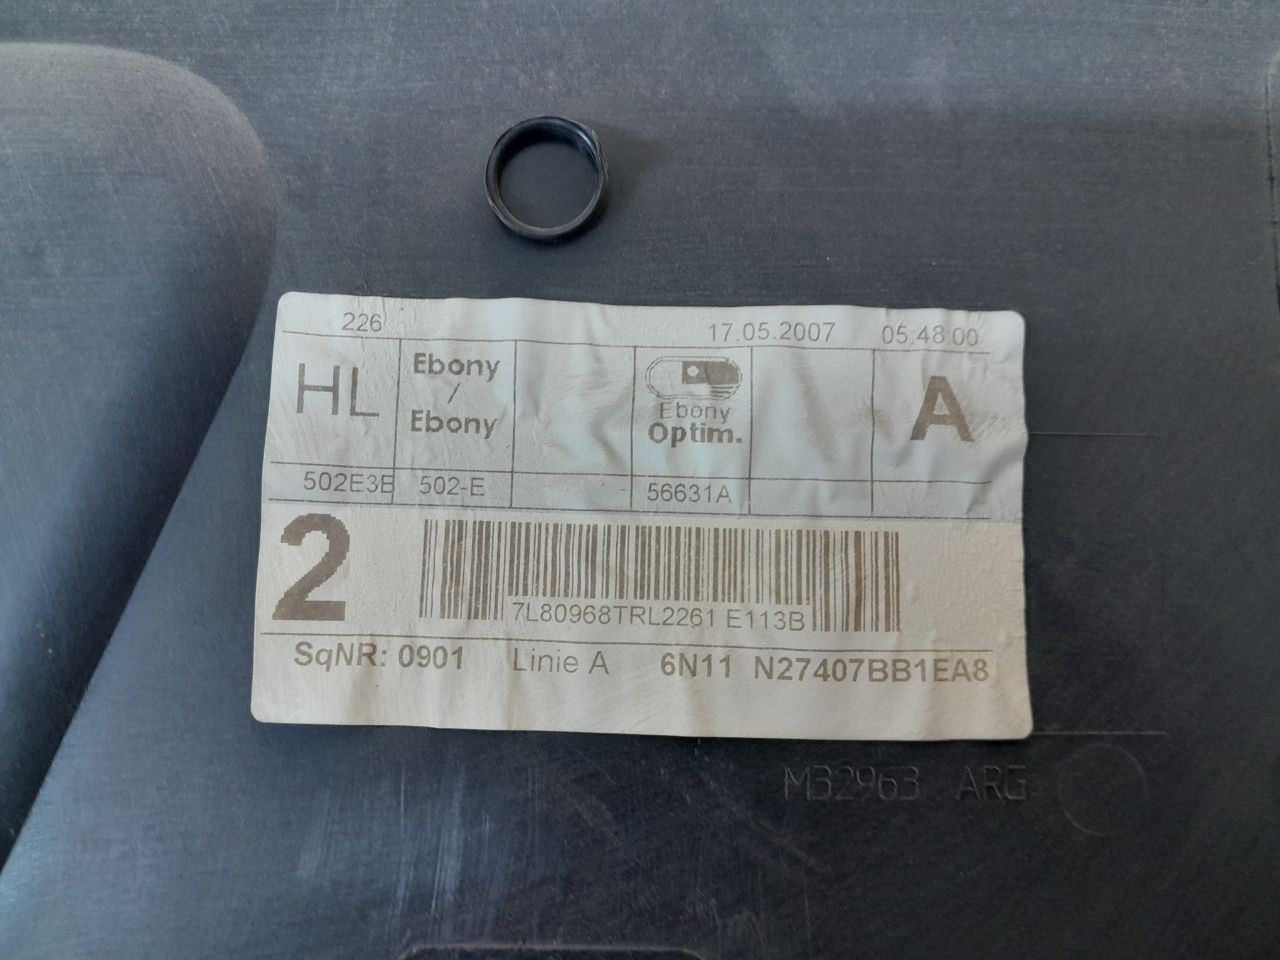 226 17.05.2007 05:48:00
HL Ebony / Ebony Ebony Optim. A
502E3B 502-E 56631A
2
7L80968TRL2261 E113B
SqNR: 0901 Linie A 6N11 N27407BB1EA8
M32963 ARG